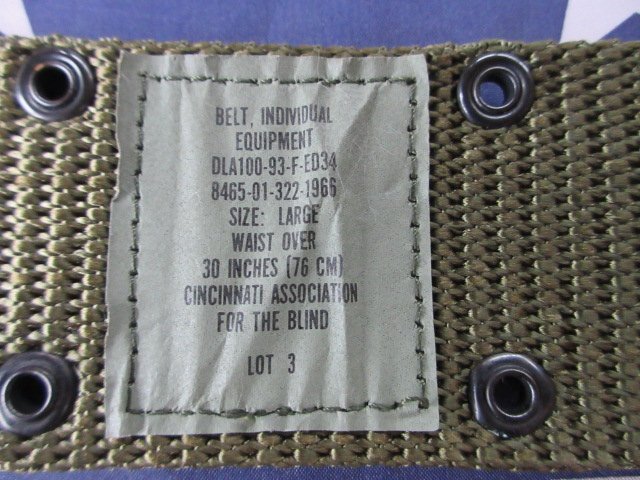 BELT, INDIVIDUAL
EQUIPMENT
DLA100-93-F-ED34
8465-01-322-1966
SIZE: LARGE
WAIST OVER
30 INCHES (76 CM)
CINCINNATI ASSOCIATION
FOR THE BLIND
LOT 3